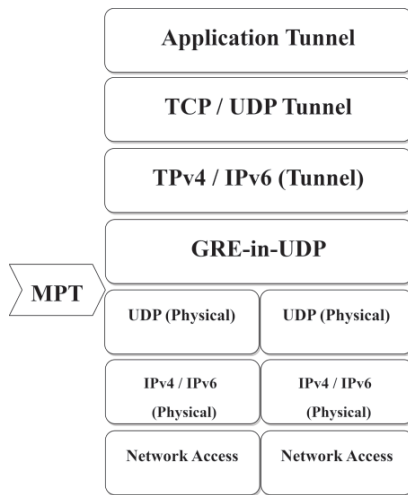 Application Tunnel
TCP / UDP Tunnel
TPv4 / IPv6 (Tunnel)
GRE-in-UDP
MPT
UDP (Physical)
UDP (Physical)
IPv4 / IPv6
(Physical)
IPv4 / IPv6
(Physical)
Network Access
Network Access